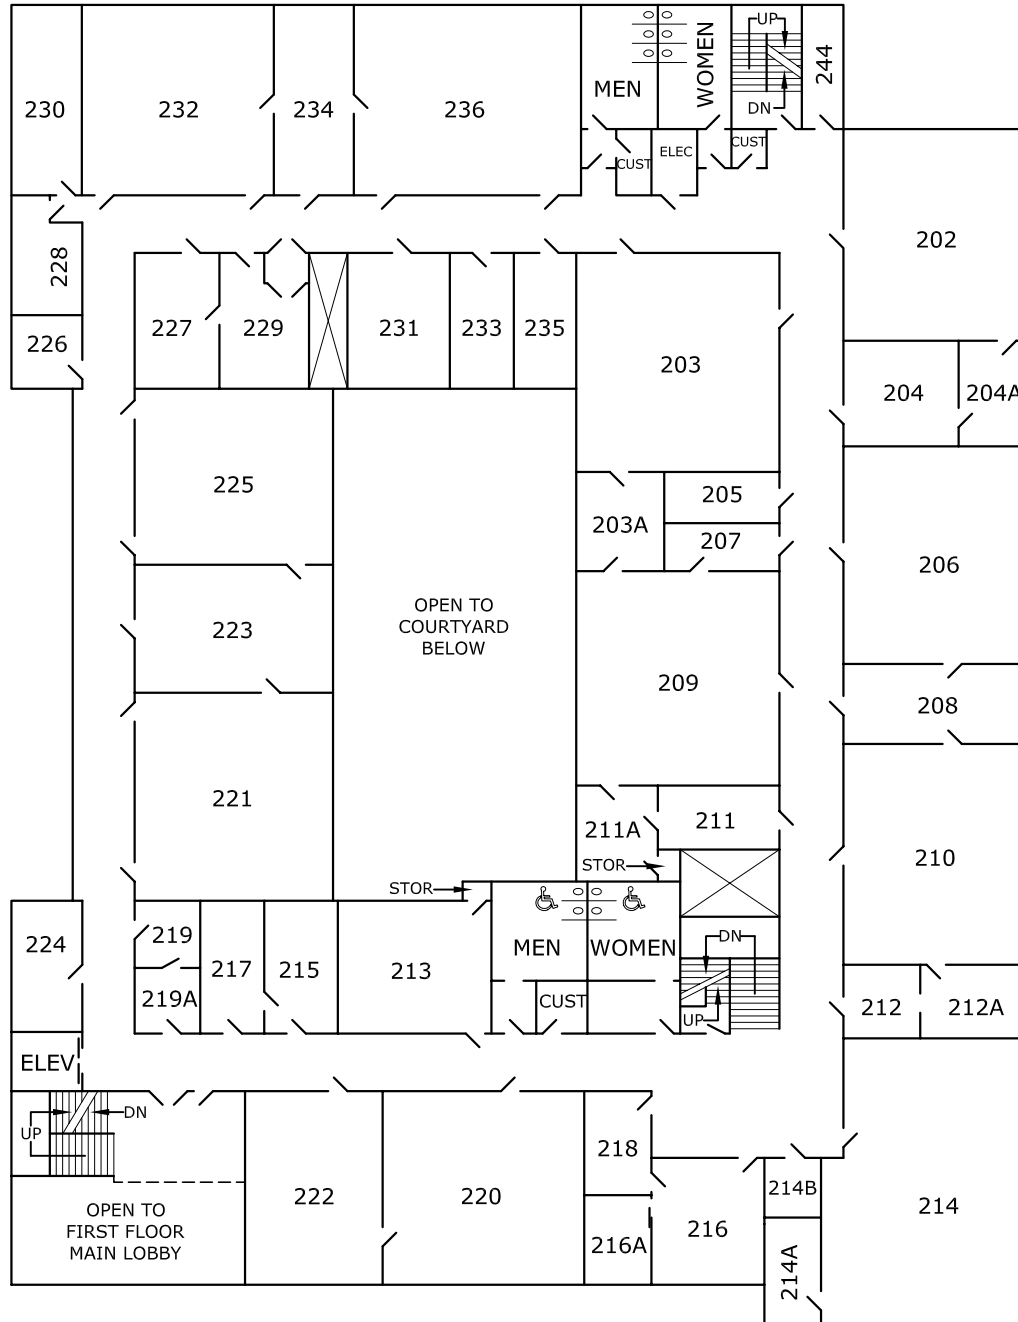 UP
MEN
WOMEN
244
230
232
234
236
DN
CUST
ELEC
CUST
228
202
226
227
229
231
233
235
203
204
204A
225
205
203A
207
206
OPEN TO
COURTYARD
BELOW
223
209
208
221
211A
211
STOR
210
STOR
224
219
217
215
213
MEN
WOMEN
DN
219A
CUST
212
212A
UP
ELEV
DN
UP
218
222
220
214B
214
OPEN TO
FIRST FLOOR
MAIN LOBBY
216
216A
214A